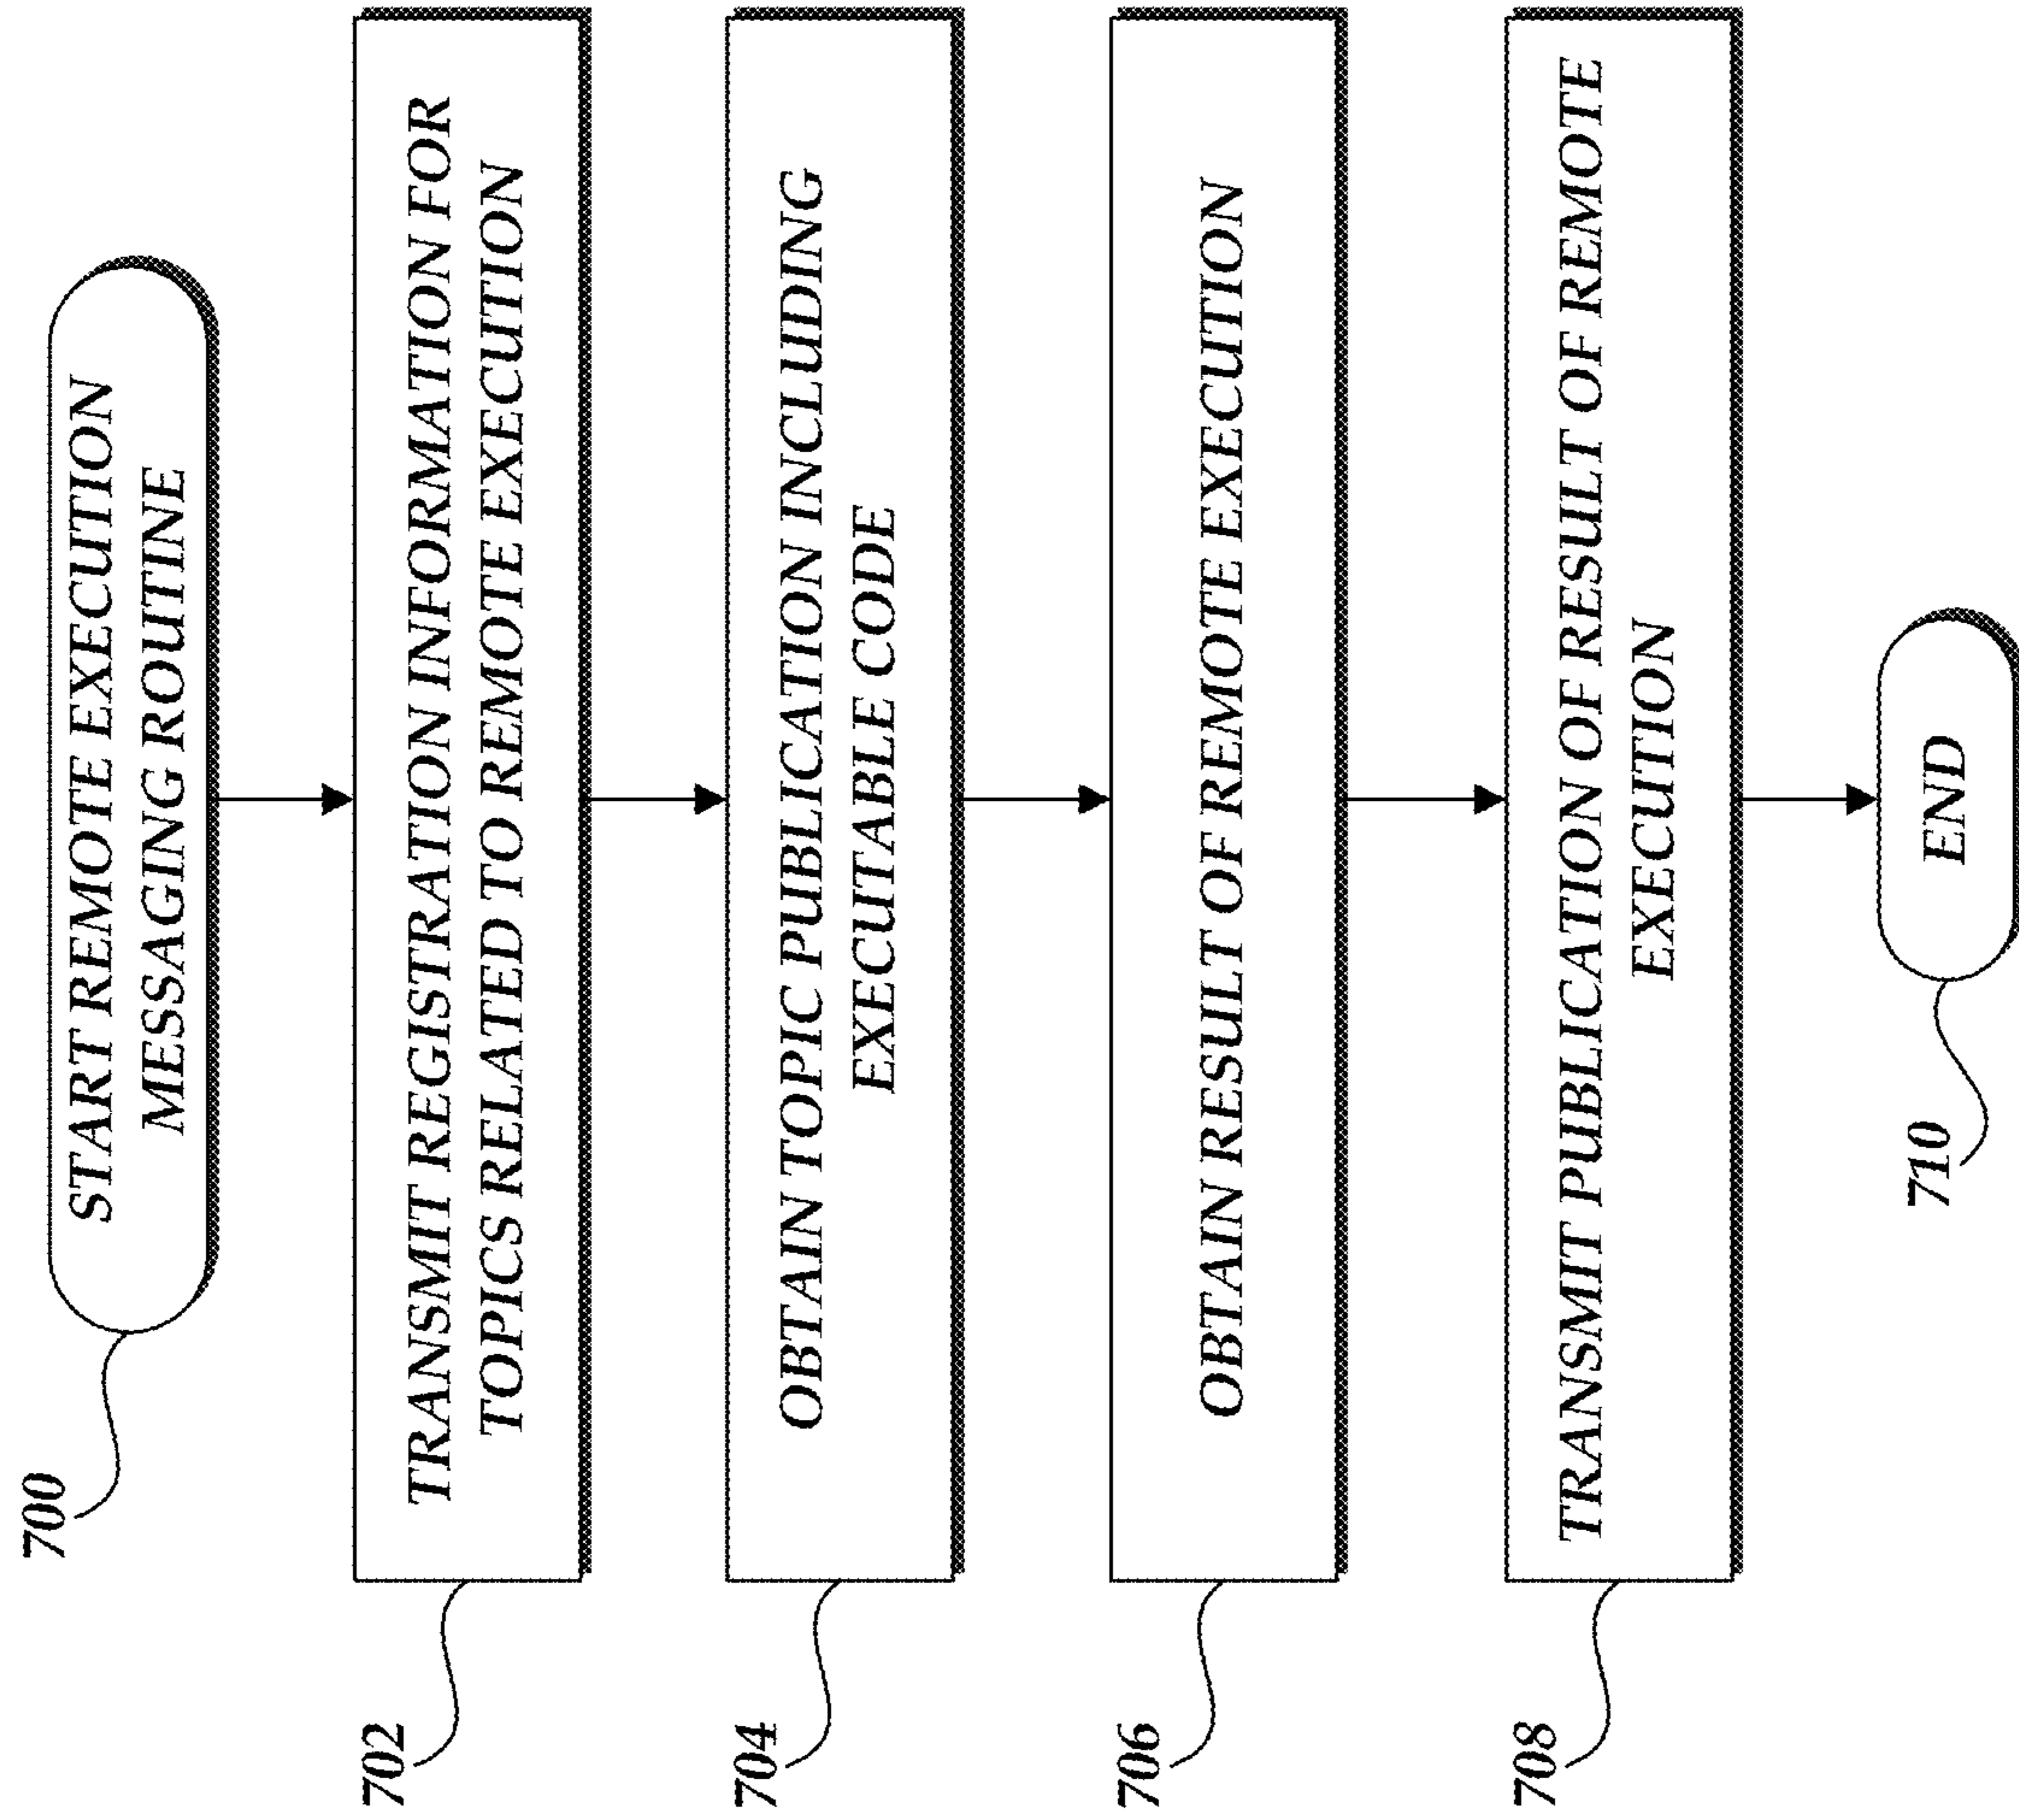 700
START REMOTE EXECUTION
MESSAGING ROUTINE
702
TRANSMIT REGISTRATION INFORMATION FOR
TOPICS RELATED TO REMOTE EXECUTION
704
OBTAIN TOPIC PUBLICATION INCLUDING
EXECUTABLE CODE
706
OBTAIN RESULT OF REMOTE EXECUTION
708
TRANSMIT PUBLICATION OF RESULT OF REMOTE
EXECUTION
710
END